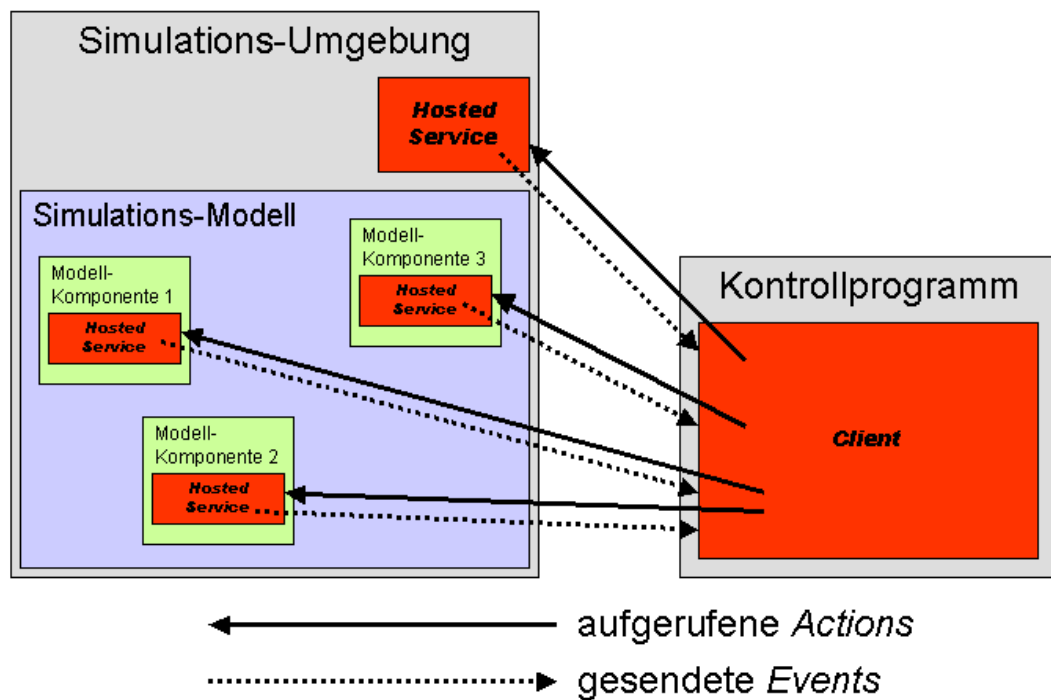 Simulations-Umgebung
Hosted
Service
Simulations-Modell
Modell-
Komponente 3
Hosted
Service
Modell-
Komponente 1
Hosted
Service
Modell-
Komponente 2
Hosted
Service
Kontrollprogramm
Client
aufgerufene Actions
gesendete Events